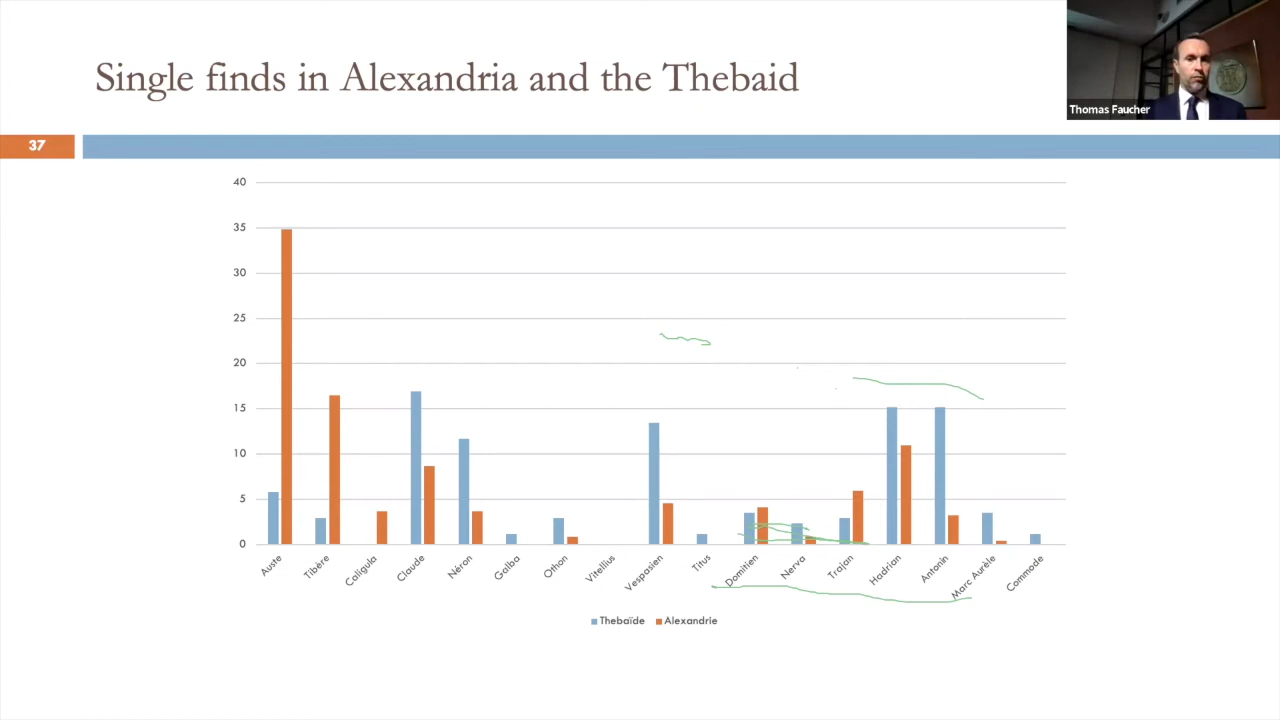 Single finds in Alexandria and the Thebaid
Thomas Faucher
37
40
35
30
25
20
15
10
5
0
Auste
Tibère
Caligula
Claude
Néron
Galba
Othon
Vitellius
Vespasien
Titus
Domitien
Nerva
Trajan
Hadrian
Antonin
Marc Aurèle
Commode
Thebaïde
Alexandrie